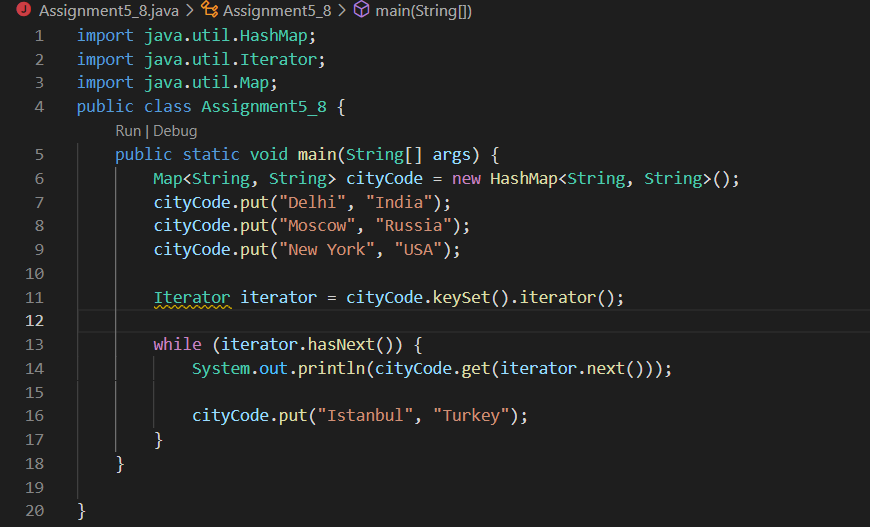 Assignment5_8.java > Assignment5_8 > main(String[])
1 import java.util.HashMap;
2 import java.util.Iterator;
3 import java.util.Map;
4 public class Assignment5_8 {
Run | Debug
5 public static void main(String[] args) {
6 Map<String, String> cityCode = new HashMap<String, String>();
7 cityCode.put("Delhi", "India");
8 cityCode.put("Moscow", "Russia");
9 cityCode.put("New York", "USA");
10
11 Iterator iterator = cityCode.keySet().iterator();
12
13 while (iterator.hasNext()) {
14 System.out.println(cityCode.get(iterator.next()));
15
16 cityCode.put("Istanbul", "Turkey");
17 }
18 }
19
20 }